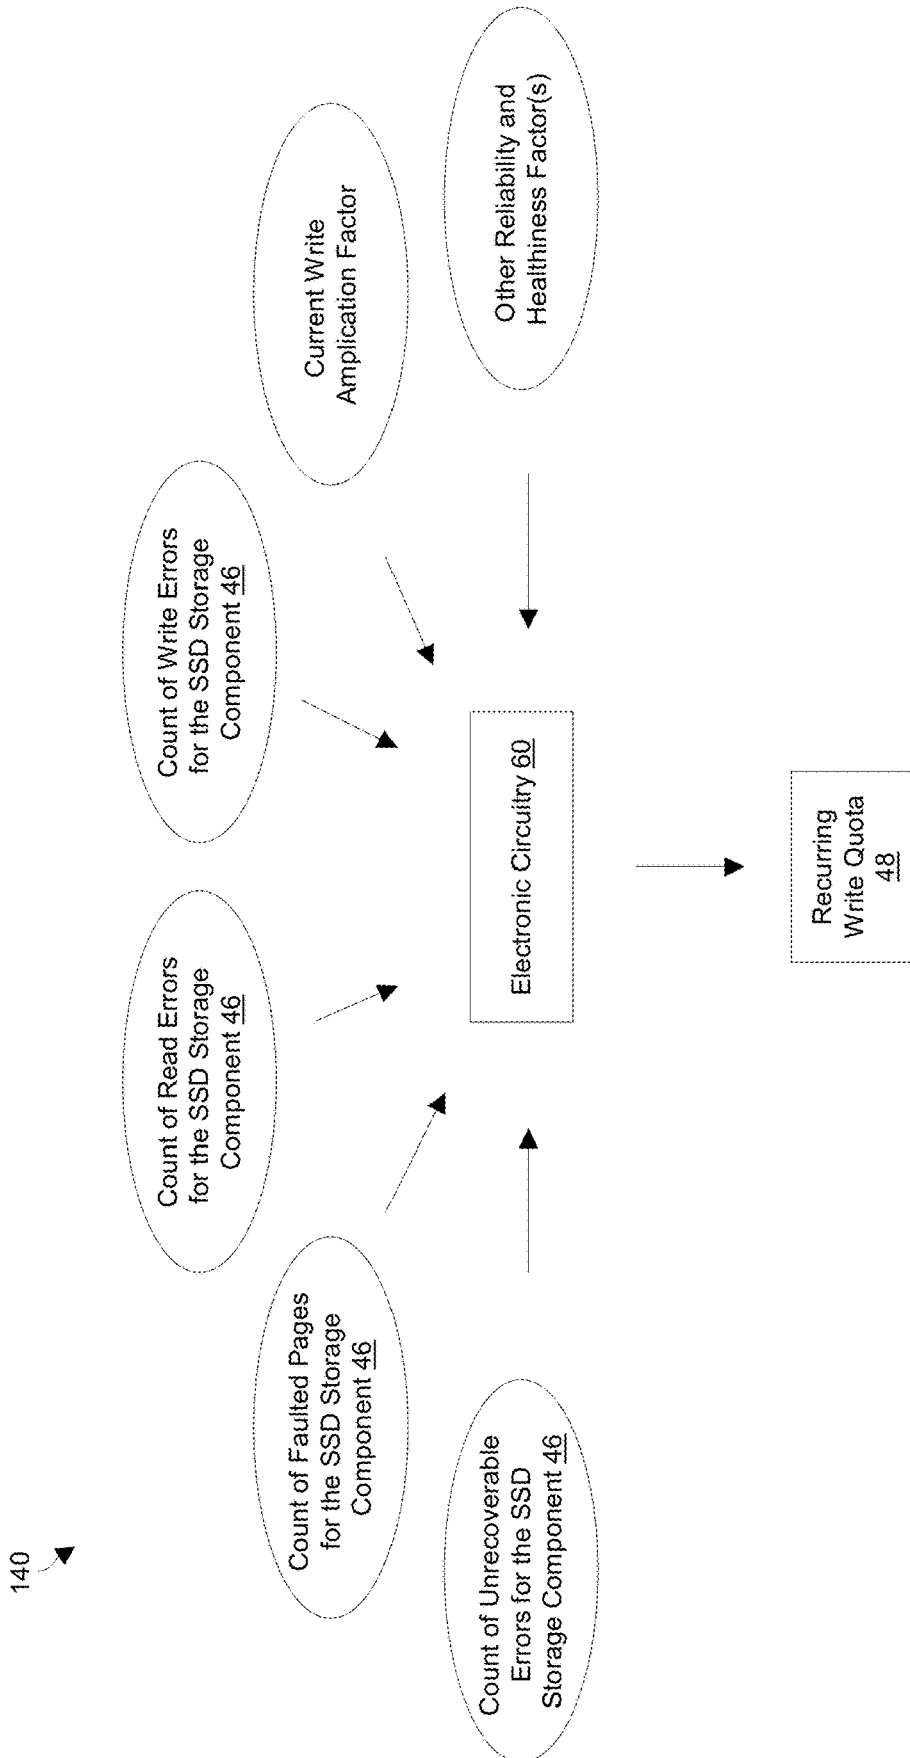 140
Count of Unrecoverable
Errors for the SSD
Storage Component 46
Count of Faulted Pages
for the SSD Storage
Component 46
Count of Read Errors
for the SSD Storage
Component 46
Count of Write Errors
for the SSD Storage
Component 46
Current Write
Amplication Factor
Other Reliability and
Healthiness Factor(s)
Electronic Circuitry 60
Recurring
Write Quota
48